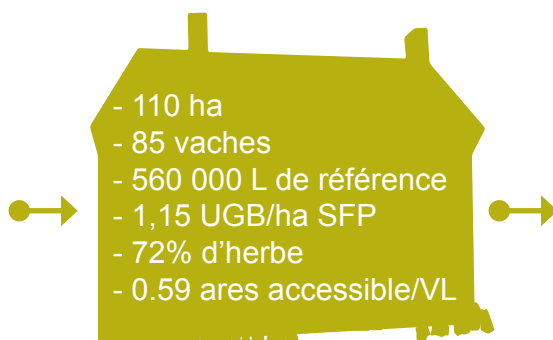 - 110 ha
- 85 vaches
- 560 000 L de référence
- 1,15 UGB/ha SFP
- 72% d'herbe
- 0.59 ares accessible/VL